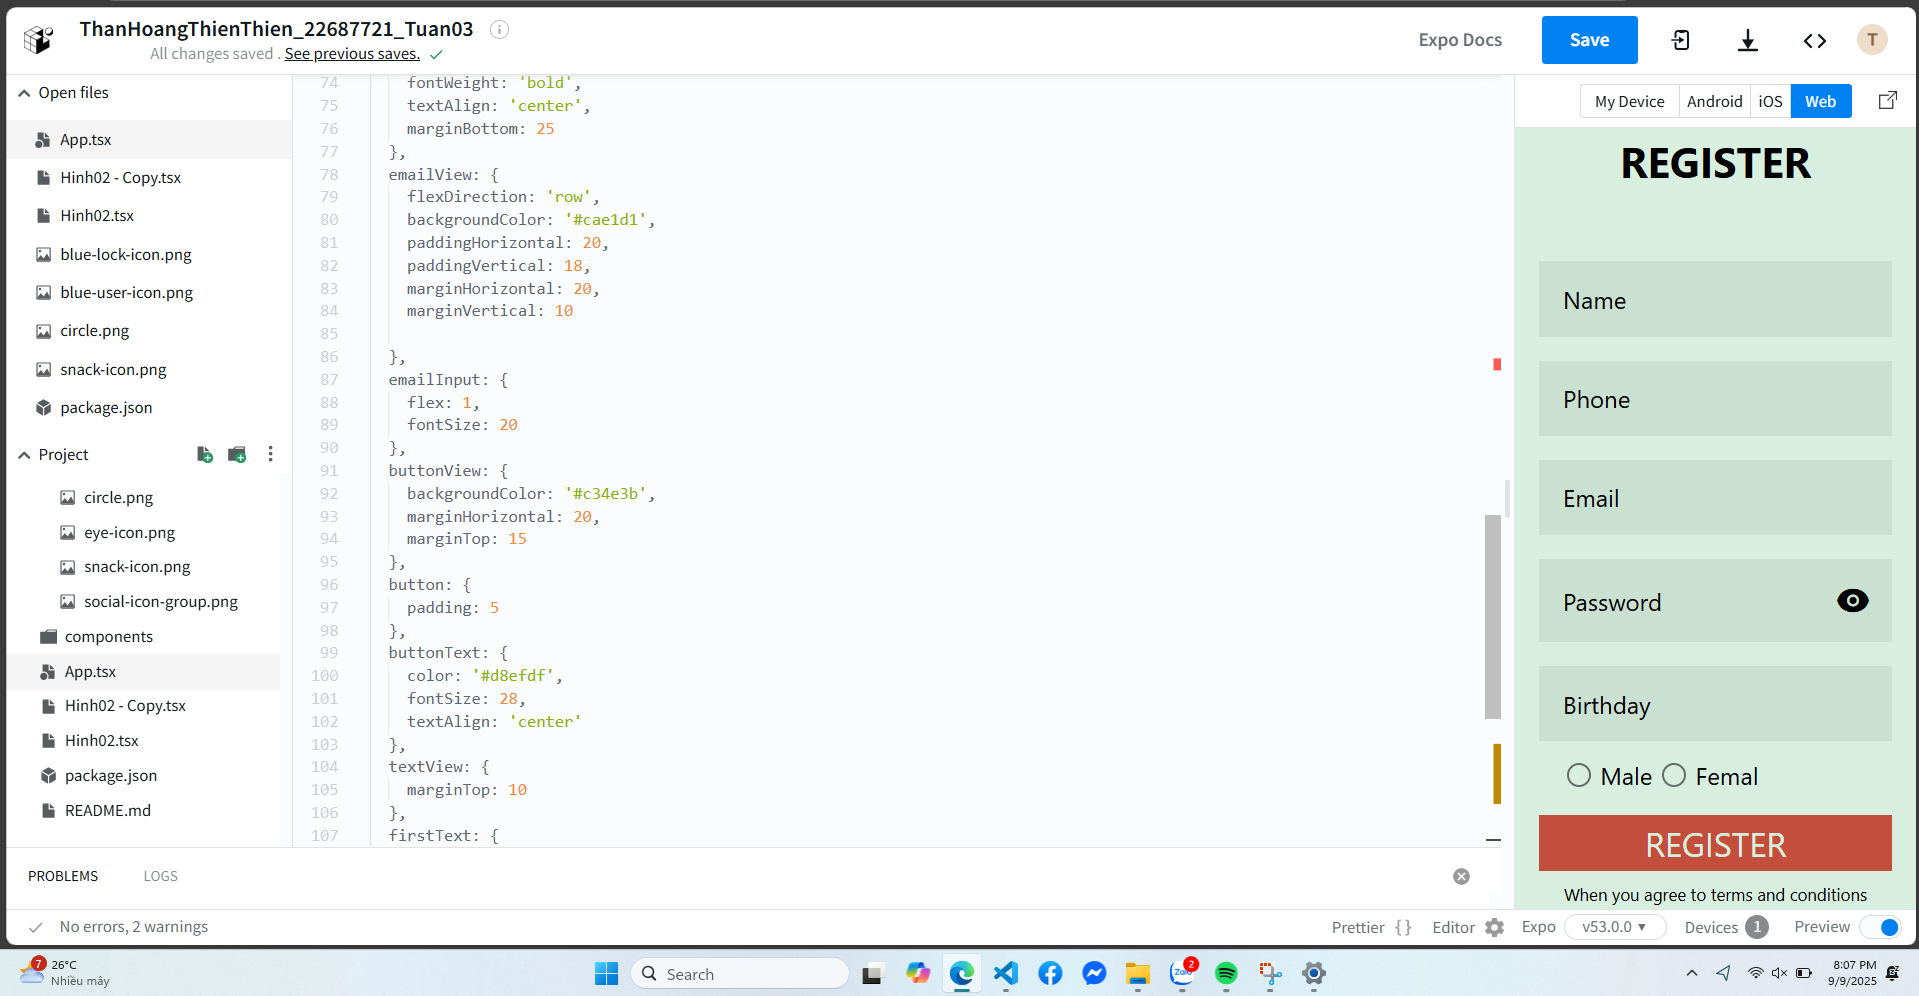 ThanHoangThienThien_22687721_Tuan03
All changes saved . See previous saves.
Expo Docs
Save
T
Open files
App.tsx
Hinh02 - Copy.tsx
Hinh02.tsx
blue-lock-icon.png
blue-user-icon.png
circle.png
snack-icon.png
package.json
Project
circle.png
eye-icon.png
snack-icon.png
social-icon-group.png
components
App.tsx
Hinh02 - Copy.tsx
Hinh02.tsx
package.json
README.md
74 fontWeight: 'bold',
75 textAlign: 'center',
76 marginBottom: 25
77 },
78 emailView: {
79 flexDirection: 'row',
80 backgroundColor: '#cae1d1',
81 paddingHorizontal: 20,
82 paddingVertical: 18,
83 marginHorizontal: 20,
84 marginVertical: 10
85
86 },
87 emailInput: {
88 flex: 1,
89 fontSize: 20
90 },
91 buttonView: {
92 backgroundColor: '#c34e3b',
93 marginHorizontal: 20,
94 marginTop: 15
95 },
96 button: {
97 padding: 5
98 },
99 buttonText: {
100 color: '#d8efdf',
101 fontSize: 28,
102 textAlign: 'center'
103 },
104 textView: {
105 marginTop: 10
106 },
107 firstText: {
My Device Android iOS Web
REGISTER
Name
Phone
Email
Password
Birthday
Male Femal
REGISTER
When you agree to terms and conditions
PROBLEMS LOGS
No errors, 2 warnings
Prettier { } Editor Expo v53.0.0 Devices 1 Preview
7
26°C
Nhiều mây
Search
Zalo
2
8:07 PM
9/9/2025